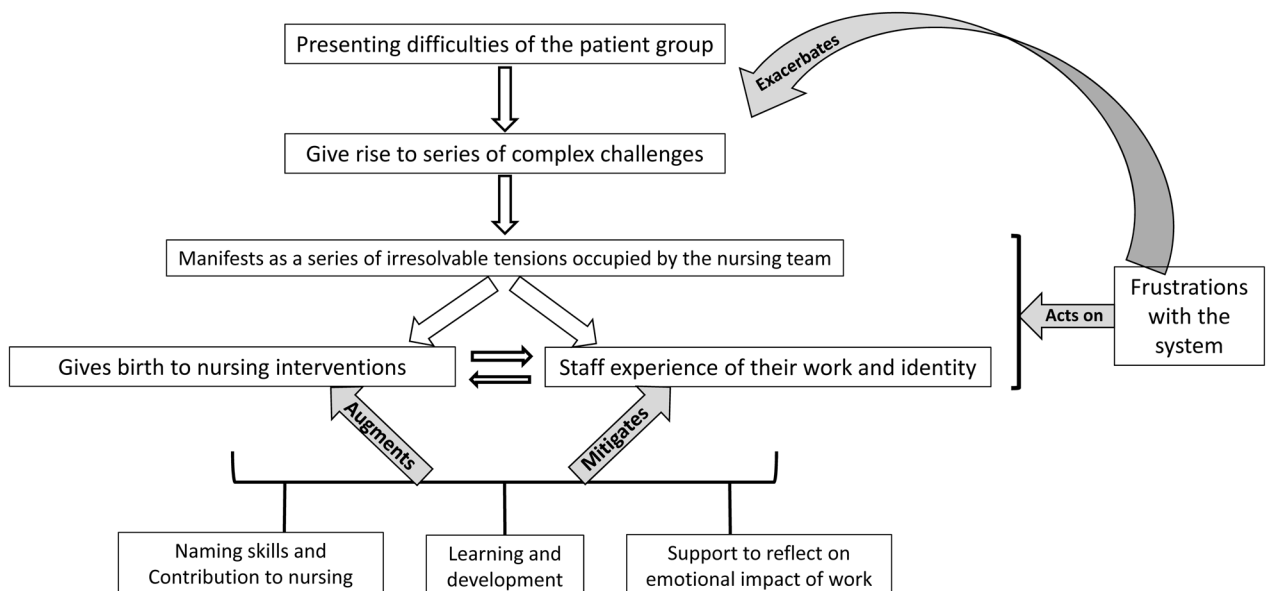 Presenting difficulties of the patient group
Exacerbates
Give rise to series of complex challenges
Manifests as a series of irresolvable tensions occupied by the nursing team
Frustrations
with the
system
Acts on
Gives birth to nursing interventions
Staff experience of their work and identity
Augments
Mitigates
Naming skills and
Contribution to nursing
Learning and
development
Support to reflect on
emotional impact of work